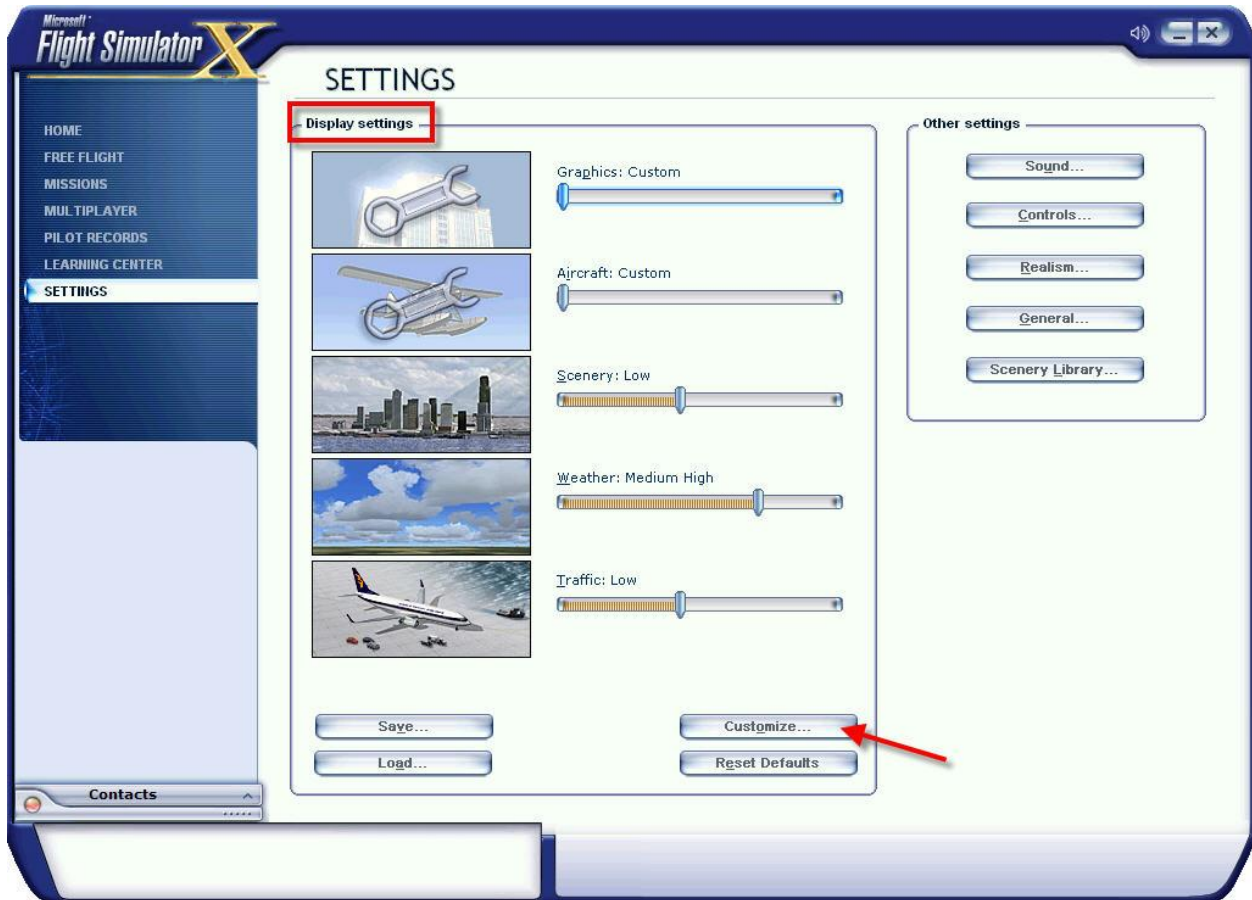 Microsoft
Flight Simulator X
SETTINGS
HOME
FREE FLIGHT
MISSIONS
MULTIPLAYER
PILOT RECORDS
LEARNING CENTER
SETTINGS
Display settings
Graphics: Custom
Aircraft: Custom
Scenery: Low
Weather: Medium High
Traffic: Low
Save...
Customize...
Load...
Reset Defaults
Other settings
Sound...
Controls...
Realism...
General...
Scenery Library...
Contacts